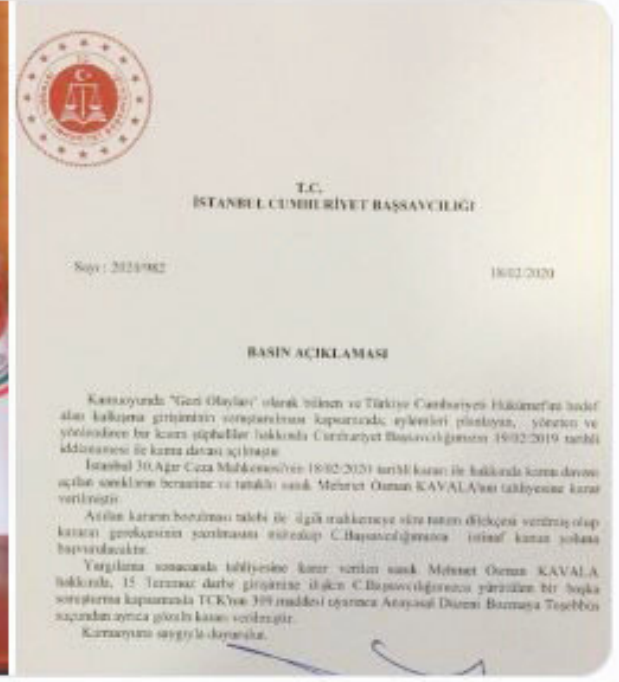 T.C.
İSTANBUL CUMHURİYET BAŞSAVCILIĞI
Sayı : 2020/982
18/02/2020
BASIN AÇIKLAMASI
Kamuoyunda "Gezi Olayları" olarak bilinen ve Türkiye Cumhuriyeti Hükümet'ini hedef
alan kalkışma girişiminin soruşturulması kapsamında; eylemleri planlayan, yöneten ve
yönlendiren bir kısım şüpheliler hakkında Cumhuriyet Başsavcılığımızın 19/02/2019 tarihli
iddianamesi ile kamu davası açılmıştır.
İstanbul 30.Ağır Ceza Mahkemesi'nin 18/02/2020 tarihli kararı ile hakkında kamu davası
açılan sanıkların beraatine ve tutuklu sanık Mehmet Osman KAVALA'nın tahliyesine karar
verilmiştir.
Anılan kararın bozulması talebi ile ilgili mahkemeye süre tutum dilekçesi verilmiş olup
kararın gerekçesinin yazılmasını müteakip C.Başsavcılığımızca istinaf kanun yoluna
başvurulacaktır.
Yargılama sonucunda tahliyesine karar verilen sanık Mehmet Osman KAVALA
hakkında, 15 Temmuz darbe girişimine ilişkin C.Başsavcılığımızca yürütülen bir başka
soruşturma kapsamında TCK'nun 309.maddesi uyarınca Anayasal Düzeni Bozmaya Teşebbüs
suçundan ayrıca gözaltı kararı verilmiştir.
Kamuoyuna saygıyla duyurulur.